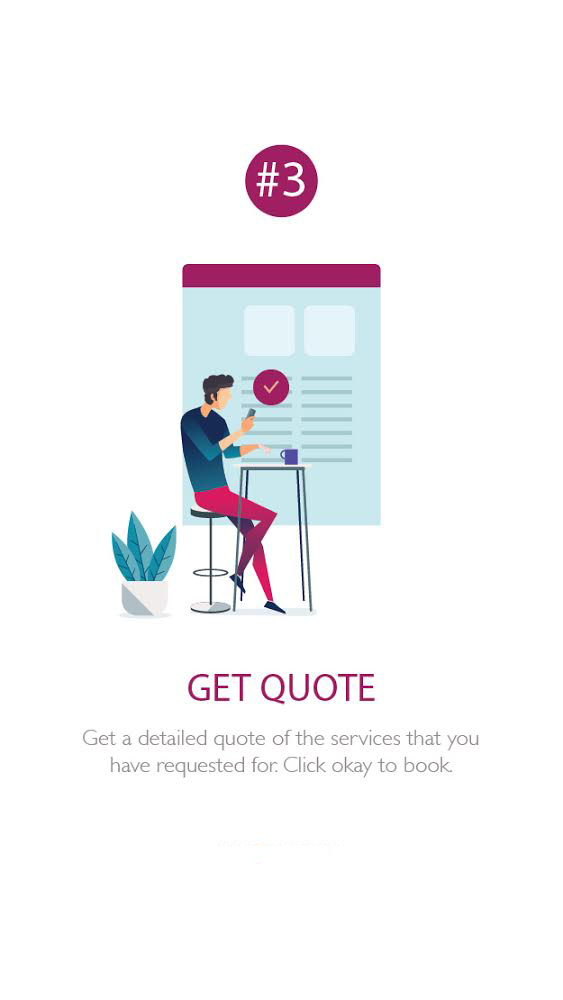 #3
GET QUOTE
Get a detailed quote of the services that you
have requested for. Click okay to book.